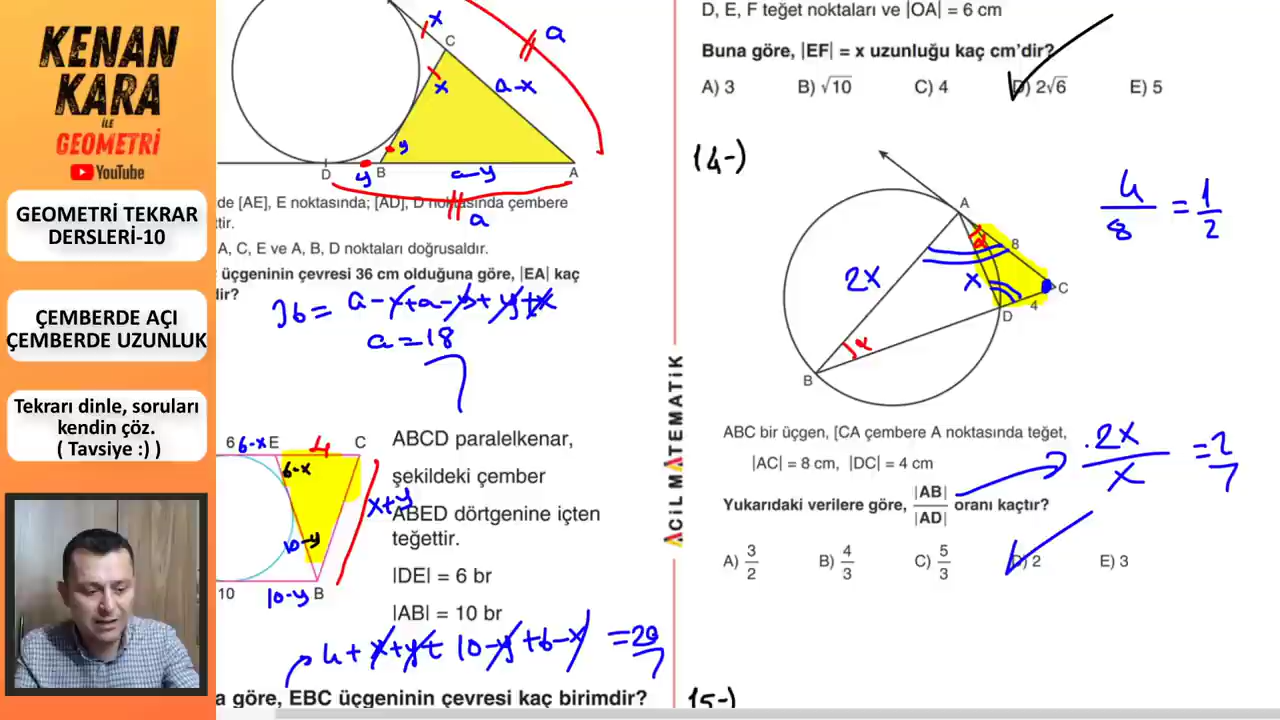 KENAN
KARA
İLE
GEOMETRİ
YouTube
GEOMETRİ TEKRAR
DERSLERİ-10
ÇEMBERDE AÇI
ÇEMBERDE UZUNLUK
Tekrarı dinle, soruları
kendin çöz.
( Tavsiye :) )
x
C
a
x
a-x
y
D
y
B
a-y
A
a
de [AE], E noktasında; [AD], D noktasında çembere
ttir.
A, C, E ve A, B, D noktaları doğrusaldır.
üçgeninin çevresi 36 cm olduğuna göre, |EA| kaç
dir?
36 = a-x+a-y+y+x
a=18
6
6-x
E
4
C
6-x
x+y
10-y
10
10-y
B
ABCD paralelkenar,
şekildeki çember
ABED dörtgenine içten
teğettir.
|DE| = 6 br
|AB| = 10 br
4+x+y+10-y+6-x =20
a göre, EBC üçgeninin çevresi kaç birimdir?
ACİLMATEMATİK
D, E, F teğet noktaları ve |OA| = 6 cm
Buna göre, |EF| = x uzunluğu kaç cm'dir?
A) 3 B) √10 C) 4 D) 2√6 E) 5
14-)
A
α
8
2x
x
C
D
4
α
B
4/8 = 1/2
ABC bir üçgen, [CA çembere A noktasında teğet,
|AC| = 8 cm, |DC| = 4 cm
Yukarıdaki verilere göre, |AB|/|AD| oranı kaçtır?
2x/x =2
A) 3/2 B) 4/3 C) 5/3 D) 2 E) 3
15-)